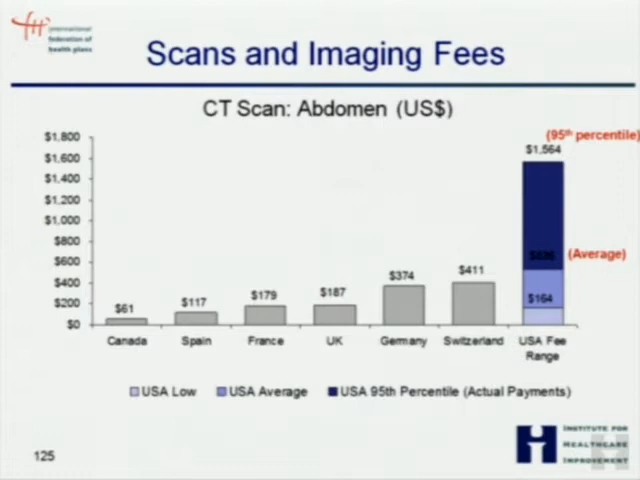 international
federation of
health plans
Scans and Imaging Fees
CT Scan: Abdomen (US$)
(95th percentile)
$1,800
$1,600
$1,400
$1,200
$1,000
$800
$600
$400
$200
$0
$61
$117
$179
$187
$374
$411
$1,564
(Average)
$164
Canada
Spain
France
UK
Germany
Switzerland
USA Fee
Range
USA Low
USA Average
USA 95th Percentile (Actual Payments)
125
INSTITUTE FOR
HEALTHCARE
IMPROVEMENT